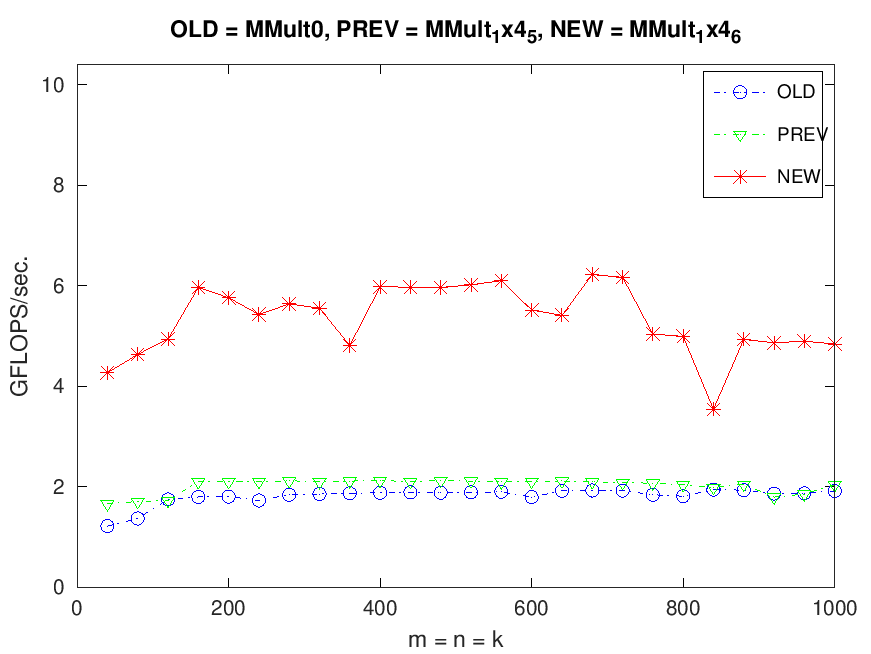 OLD = MMult0, PREV = MMult₁x4₅, NEW = MMult₁x4₆
10
8
6
4
2
0
GFLOPS/sec.
OLD
PREV
NEW
0 200 400 600 800 1000
m = n = k